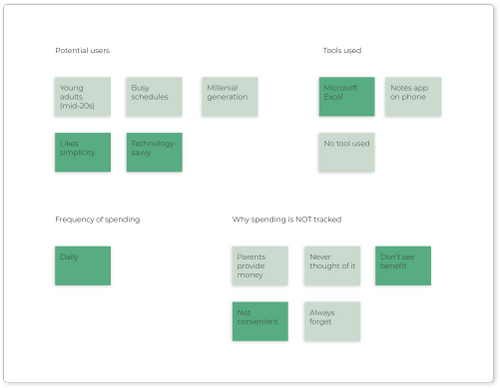 Potential users
Tools used
Young
adults
(mid-20s)
Busy
schedules
Millenial
generation
Microsoft
Excel
Notes app
on phone
Likes
simplicity
Technology-
savvy
No tool used
Frequency of spending
Why spending is NOT tracked
Daily
Parents
provide
money
Never
thought of it
Don't see
benefit
Not
convenient
Always
forget